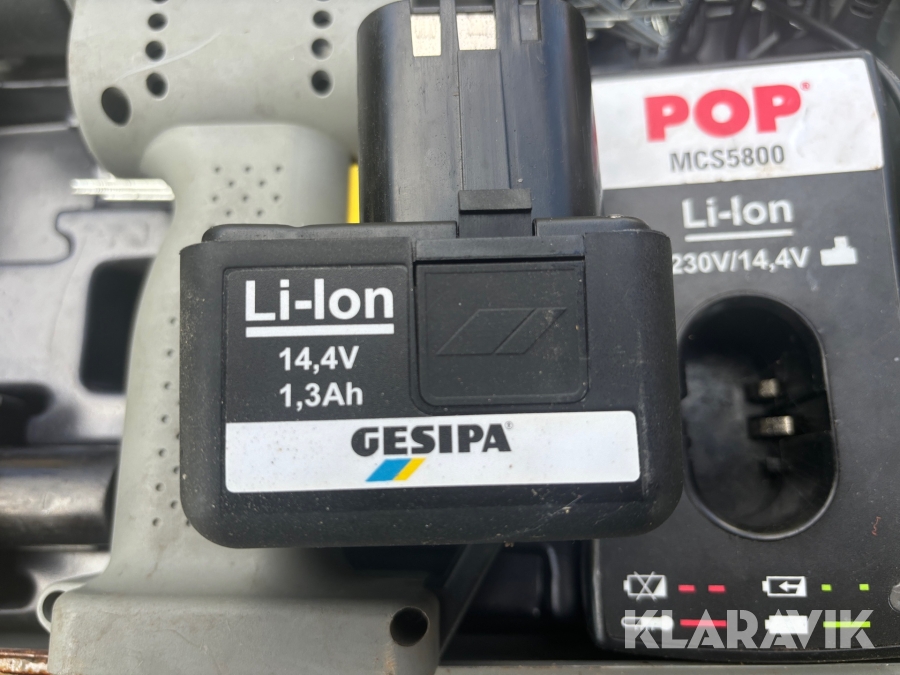 POP®
MCS5800
Li-Ion
230V/14,4V
Li-Ion
14,4V
1,3Ah
GESIPA®
KLARAVIK